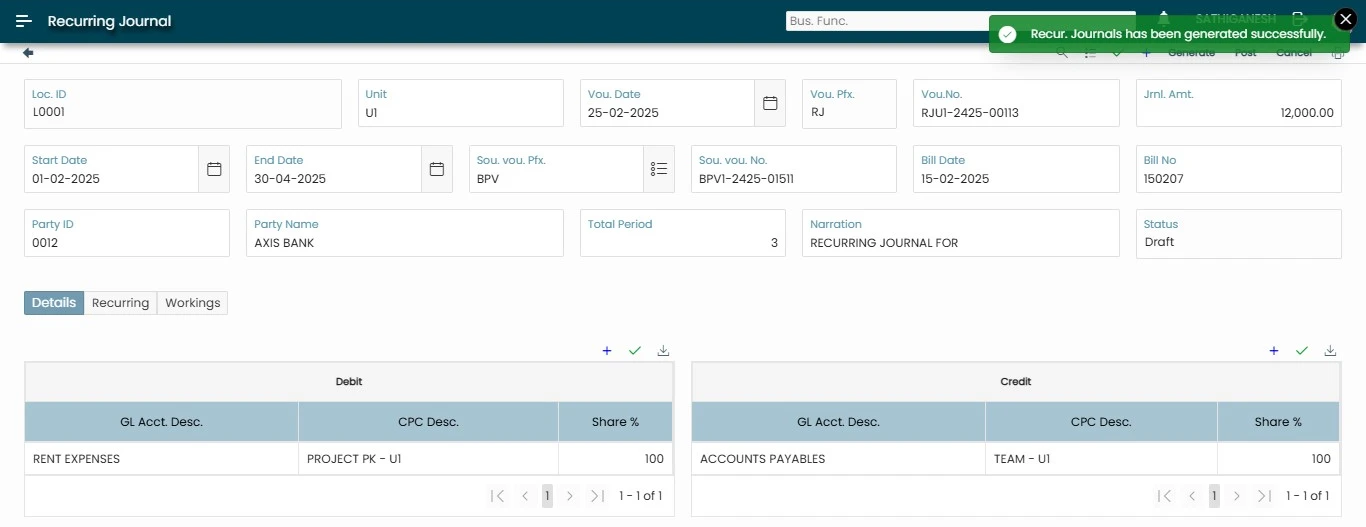 Recurring Journal
Bus. Func.
SATHIGANESH
Recur. Journals has been generated successfully.
Generate Post Cancel
Loc. ID
L0001
Unit
U1
Vou. Date
25-02-2025
Vou. Pfx.
RJ
Vou.No.
RJU1-2425-00113
Jrnl. Amt.
12,000.00
Start Date
01-02-2025
End Date
30-04-2025
Sou. vou. Pfx.
BPV
Sou. vou. No.
BPV1-2425-01511
Bill Date
15-02-2025
Bill No
150207
Party ID
0012
Party Name
AXIS BANK
Total Period
3
Narration
RECURRING JOURNAL FOR
Status
Draft
Details Recurring Workings
Debit
GL Acct. Desc. CPC Desc. Share %
RENT EXPENSES PROJECT PK - U1 100
1 1 - 1 of 1
Credit
GL Acct. Desc. CPC Desc. Share %
ACCOUNTS PAYABLES TEAM - U1 100
1 1 - 1 of 1